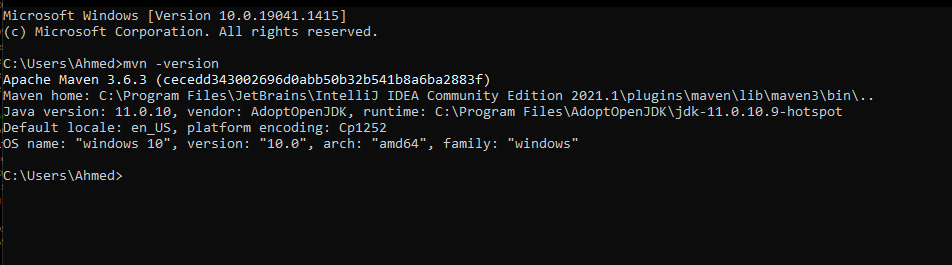 Microsoft Windows [Version 10.0.19041.1415]
(c) Microsoft Corporation. All rights reserved.
C:\Users\Ahmed>mvn -version
Apache Maven 3.6.3 (cecedd343002696d0abb50b32b541b8a6ba2883f)
Maven home: C:\Program Files\JetBrains\IntelliJ IDEA Community Edition 2021.1\plugins\maven\lib\maven3\bin\..
Java version: 11.0.10, vendor: AdoptOpenJDK, runtime: C:\Program Files\AdoptOpenJDK\jdk-11.0.10.9-hotspot
Default locale: en_US, platform encoding: Cp1252
OS name: "windows 10", version: "10.0", arch: "amd64", family: "windows"
C:\Users\Ahmed>